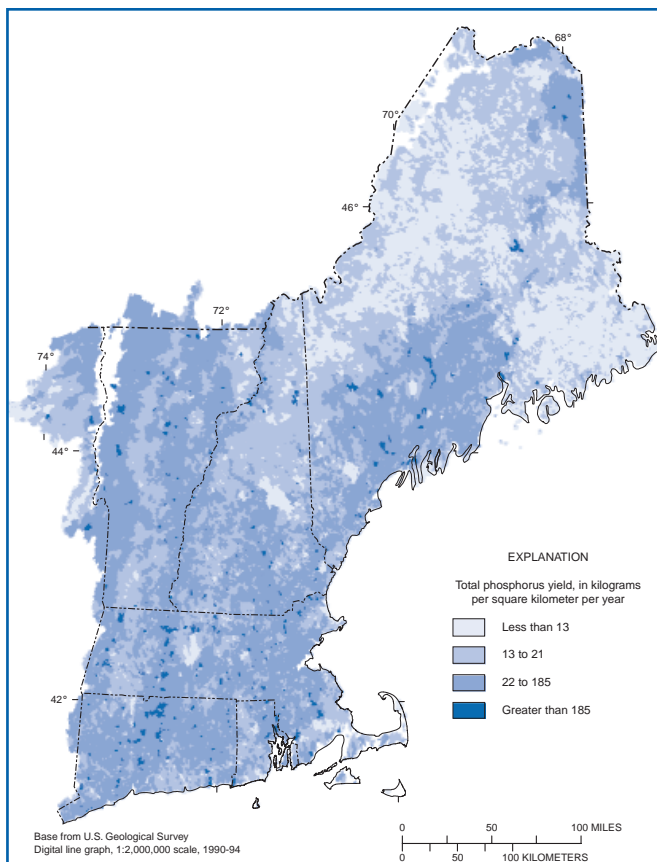 68°
70°
46°
72°
74°
44°
42°
EXPLANATION
Total phosphorus yield, in kilograms
per square kilometer per year
Less than 13
13 to 21
22 to 185
Greater than 185
Base from U.S. Geological Survey
Digital line graph, 1:2,000,000 scale, 1990-94
0 50 100 MILES
0 50 100 KILOMETERS